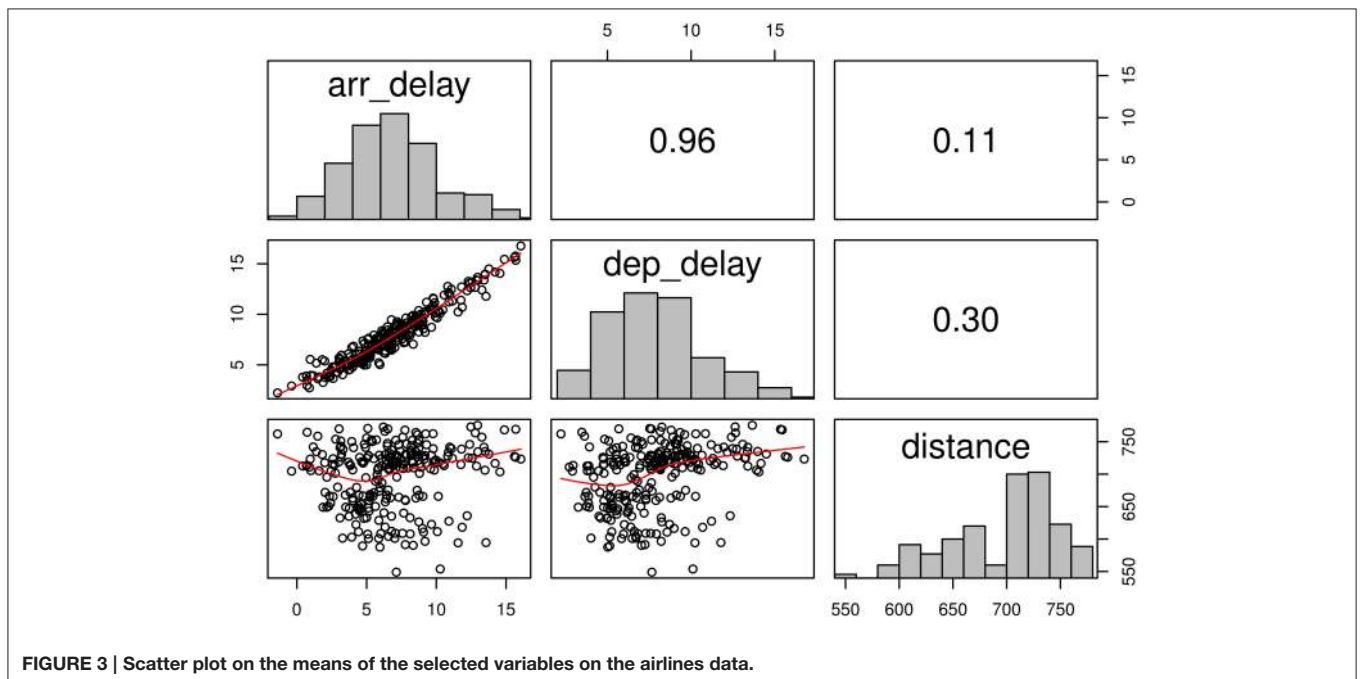 5 10 15
arr_delay 0.96 0.11 15
10
5
0
15
10
5
dep_delay 0.30
distance 750
650
550
0 5 10 15 550 600 650 700 750
FIGURE 3 | Scatter plot on the means of the selected variables on the airlines data.